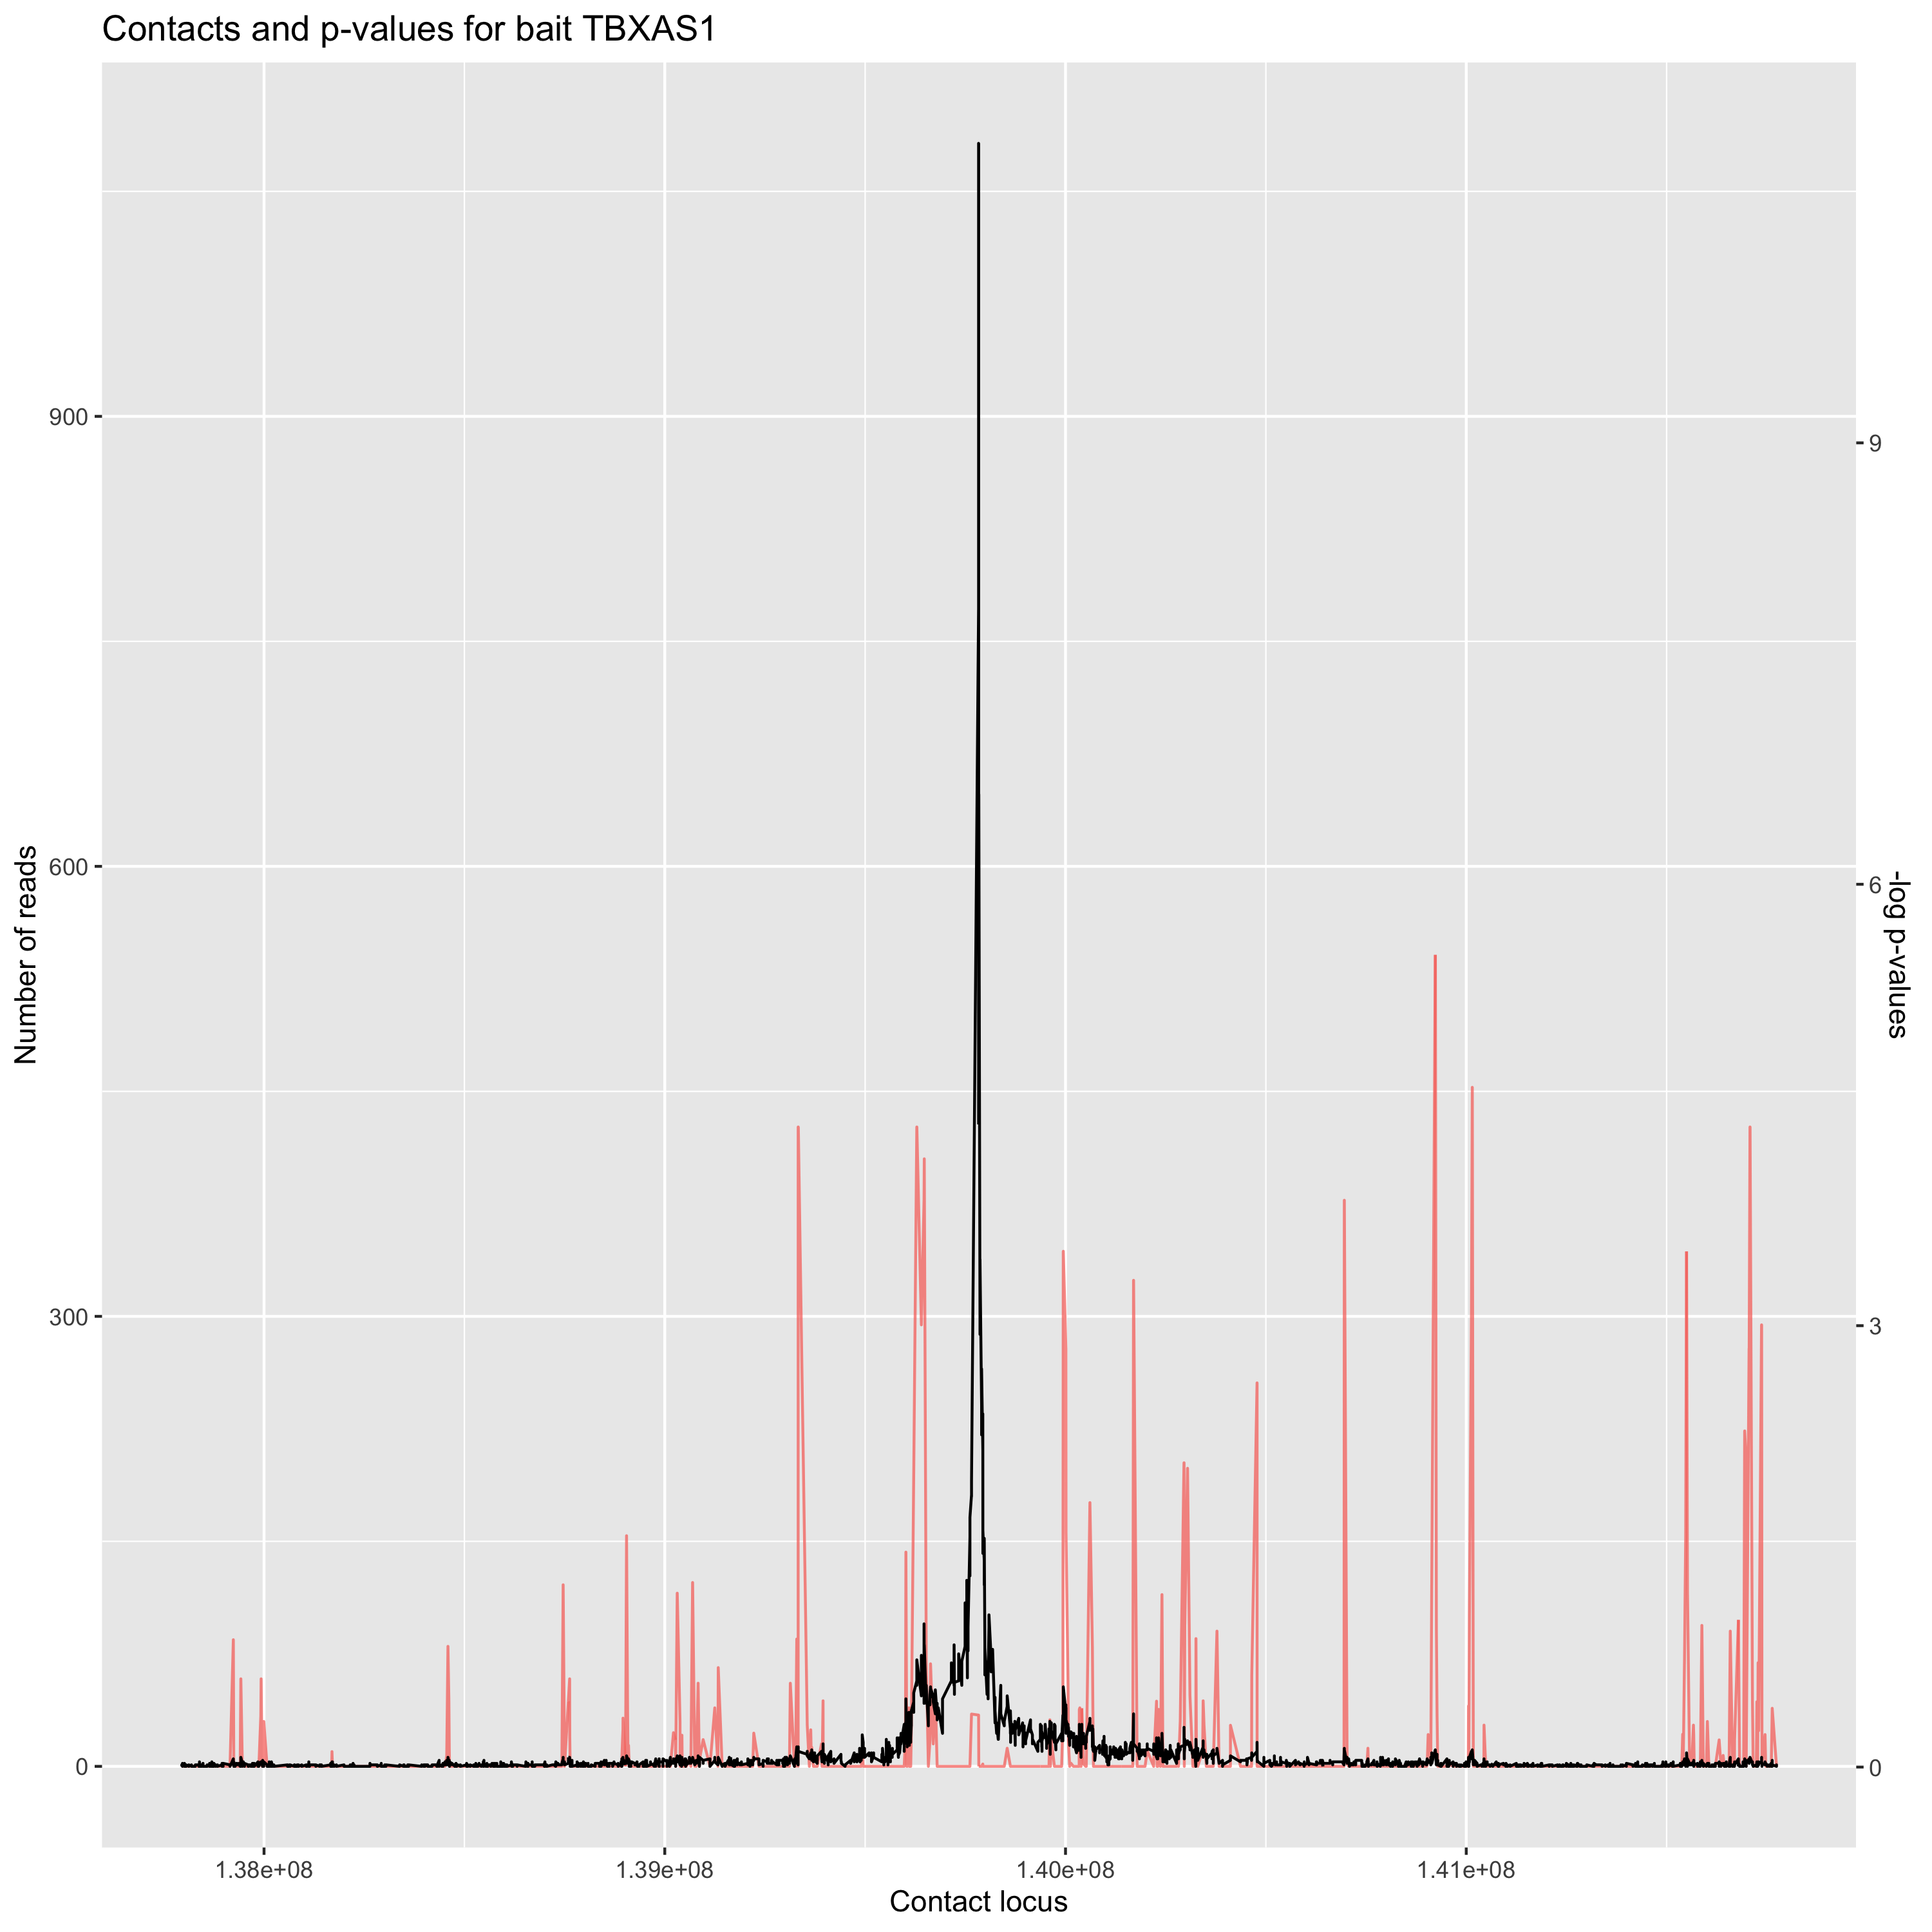 Contacts and p-values for bait TBXAS1
Number of reads
900
600
300
0
9
6
3
0
-log p-values
1.38e+08
1.39e+08
1.40e+08
1.41e+08
Contact locus